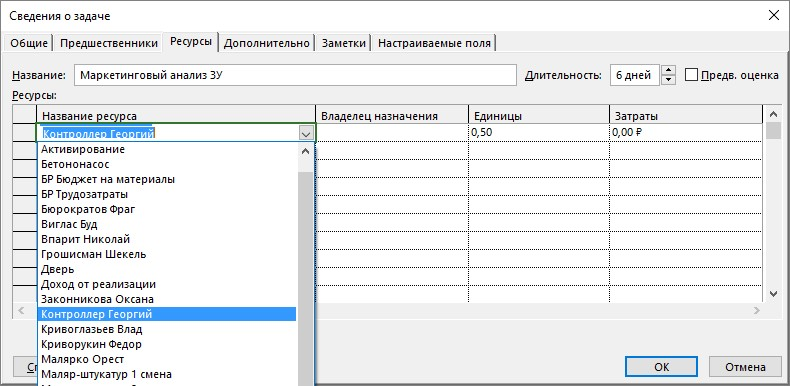 Сведения о задаче
Общие Предшественники Ресурсы Дополнительно Заметки Настраиваемые поля
Название: Маркетинговый анализ ЗУ Длительность: 6 дней Предв. оценка
Ресурсы:
Название ресурса Владелец назначения Единицы Затраты
Контроллер Георгий 0,50 0,00 ₽
Активирование
Бетононасос
БР Бюджет на материалы
БР Трудозатраты
Бюрократов Фраг
Виглас Буд
Впарит Николай
Грошисман Шекель
Дверь
Доход от реализации
Законникова Оксана
Контроллер Георгий
Кривоглазьев Влад
Криворукин Федор
Малярко Орест
Маляр-штукатур 1 смена
ОК Отмена